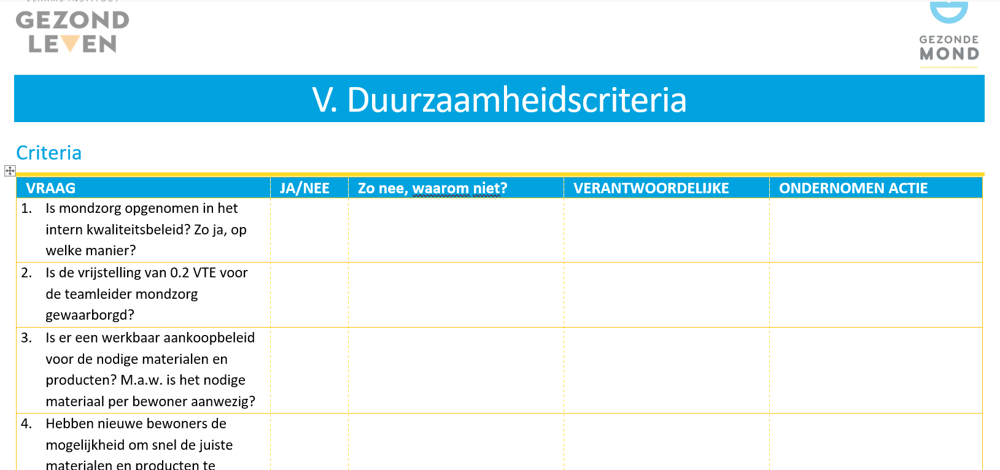 VLAAMS INSTITUUT
GEZOND
LEVEN
GEZONDE
MOND
V. Duurzaamheidscriteria
Criteria
VRAAG JA/NEE Zo nee, waarom niet? VERANTWOORDELIJKE ONDERNOMEN ACTIE
1. Is mondzorg opgenomen in het
intern kwaliteitsbeleid? Zo ja, op
welke manier?
2. Is de vrijstelling van 0.2 VTE voor
de teamleider mondzorg
gewaarborgd?
3. Is er een werkbaar aankoopbeleid
voor de nodige materialen en
producten? M.a.w. is het nodige
materiaal per bewoner aanwezig?
4. Hebben nieuwe bewoners de
mogelijkheid om snel de juiste
materialen en producten te